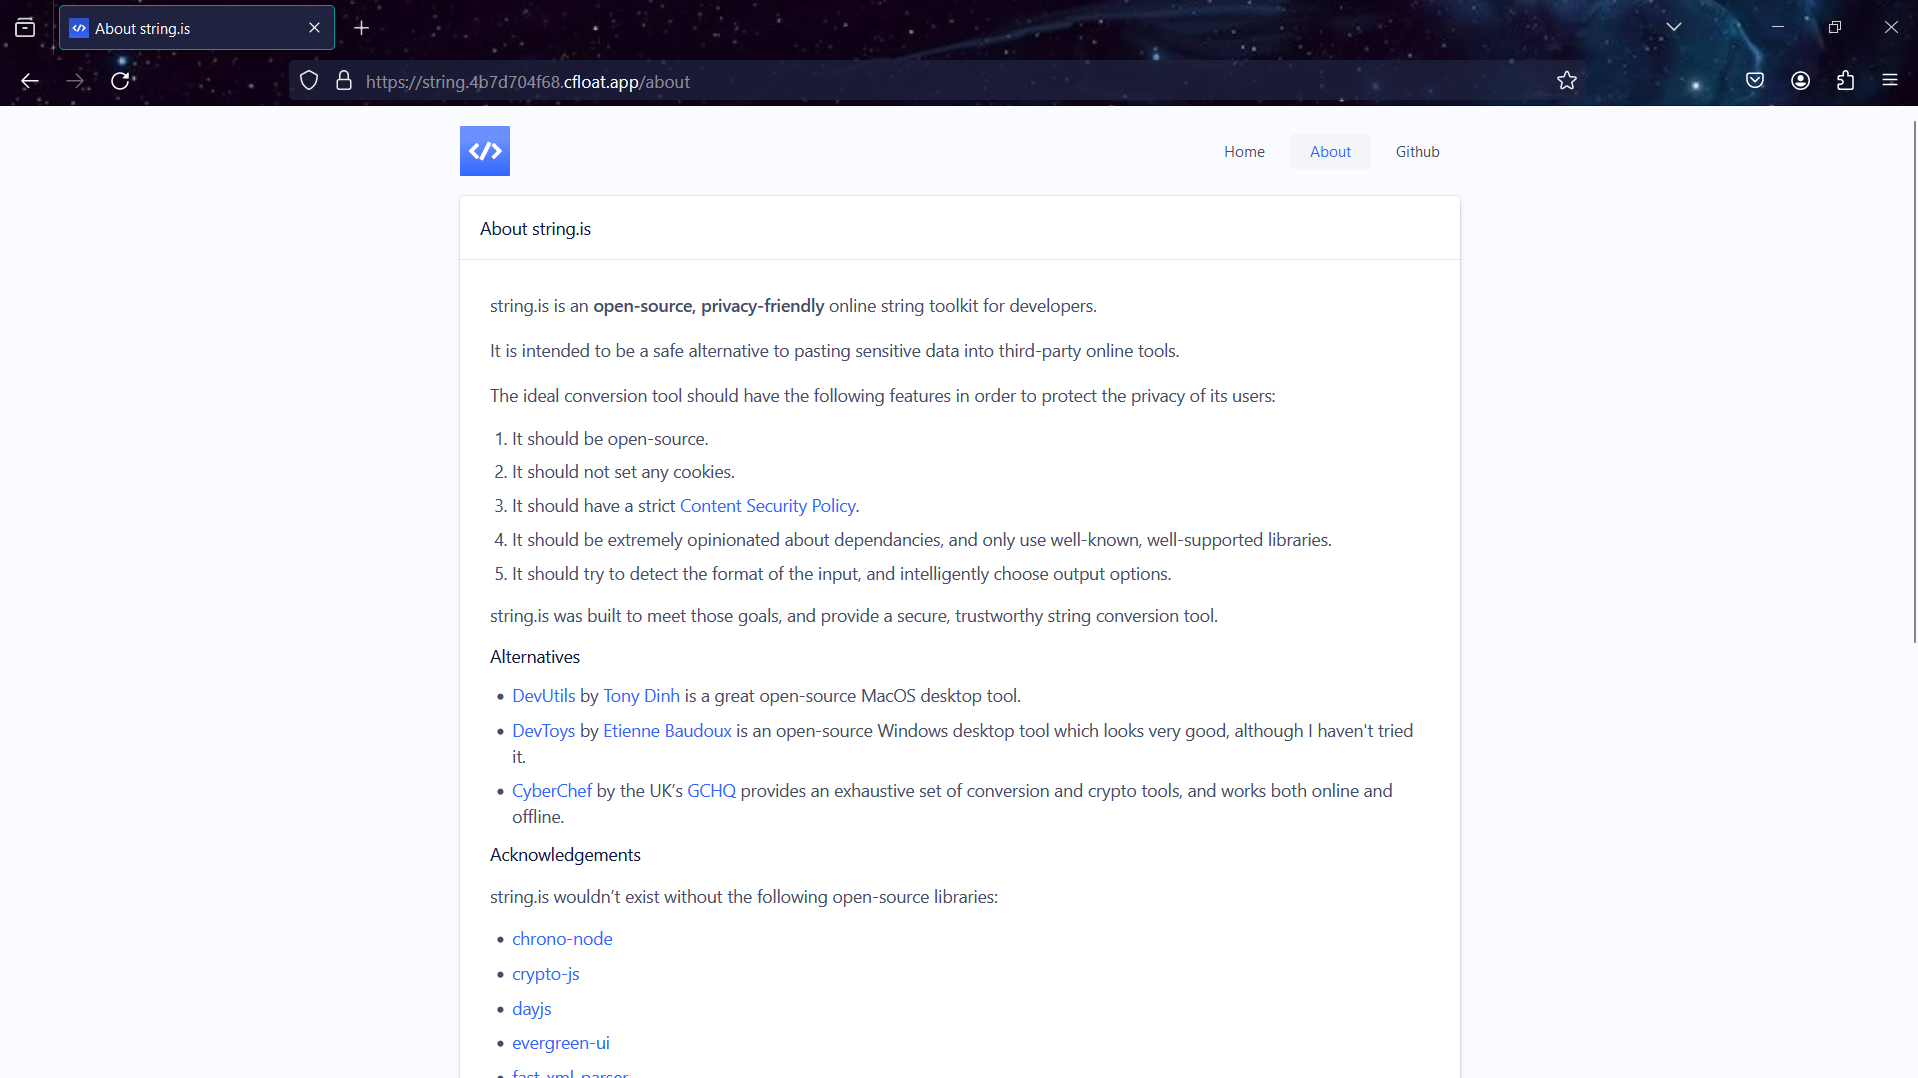 About string.is
https://string.4b7d704f68.cfloat.app/about
</>
Home
About
Github
About string.is
string.is is an open-source, privacy-friendly online string toolkit for developers.
It is intended to be a safe alternative to pasting sensitive data into third-party online tools.
The ideal conversion tool should have the following features in order to protect the privacy of its users:
1. It should be open-source.
2. It should not set any cookies.
3. It should have a strict Content Security Policy.
4. It should be extremely opinionated about dependancies, and only use well-known, well-supported libraries.
5. It should try to detect the format of the input, and intelligently choose output options.
string.is was built to meet those goals, and provide a secure, trustworthy string conversion tool.
Alternatives
• DevUtils by Tony Dinh is a great open-source MacOS desktop tool.
• DevToys by Etienne Baudoux is an open-source Windows desktop tool which looks very good, although I haven't tried
it.
• CyberChef by the UK’s GCHQ provides an exhaustive set of conversion and crypto tools, and works both online and
offline.
Acknowledgements
string.is wouldn’t exist without the following open-source libraries:
• chrono-node
• crypto-js
• dayjs
• evergreen-ui
• fast-xml-parser